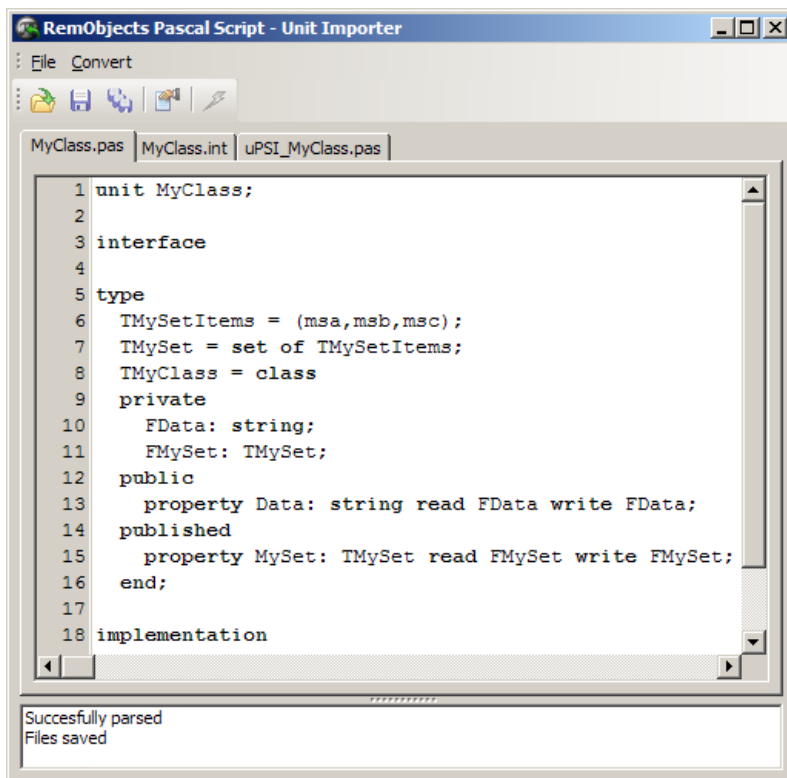 RemObjects Pascal Script - Unit Importer
File Convert
MyClass.pas MyClass.int uPSI_MyClass.pas
1 unit MyClass;
2
3 interface
4
5 type
6   TMySetItems = (msa,msb,msc);
7   TMySet = set of TMySetItems;
8   TMyClass = class
9   private
10     FData: string;
11     FMySet: TMySet;
12   public
13     property Data: string read FData write FData;
14   published
15     property MySet: TMySet read FMySet write FMySet;
16   end;
17
18 implementation
Succesfully parsed
Files saved